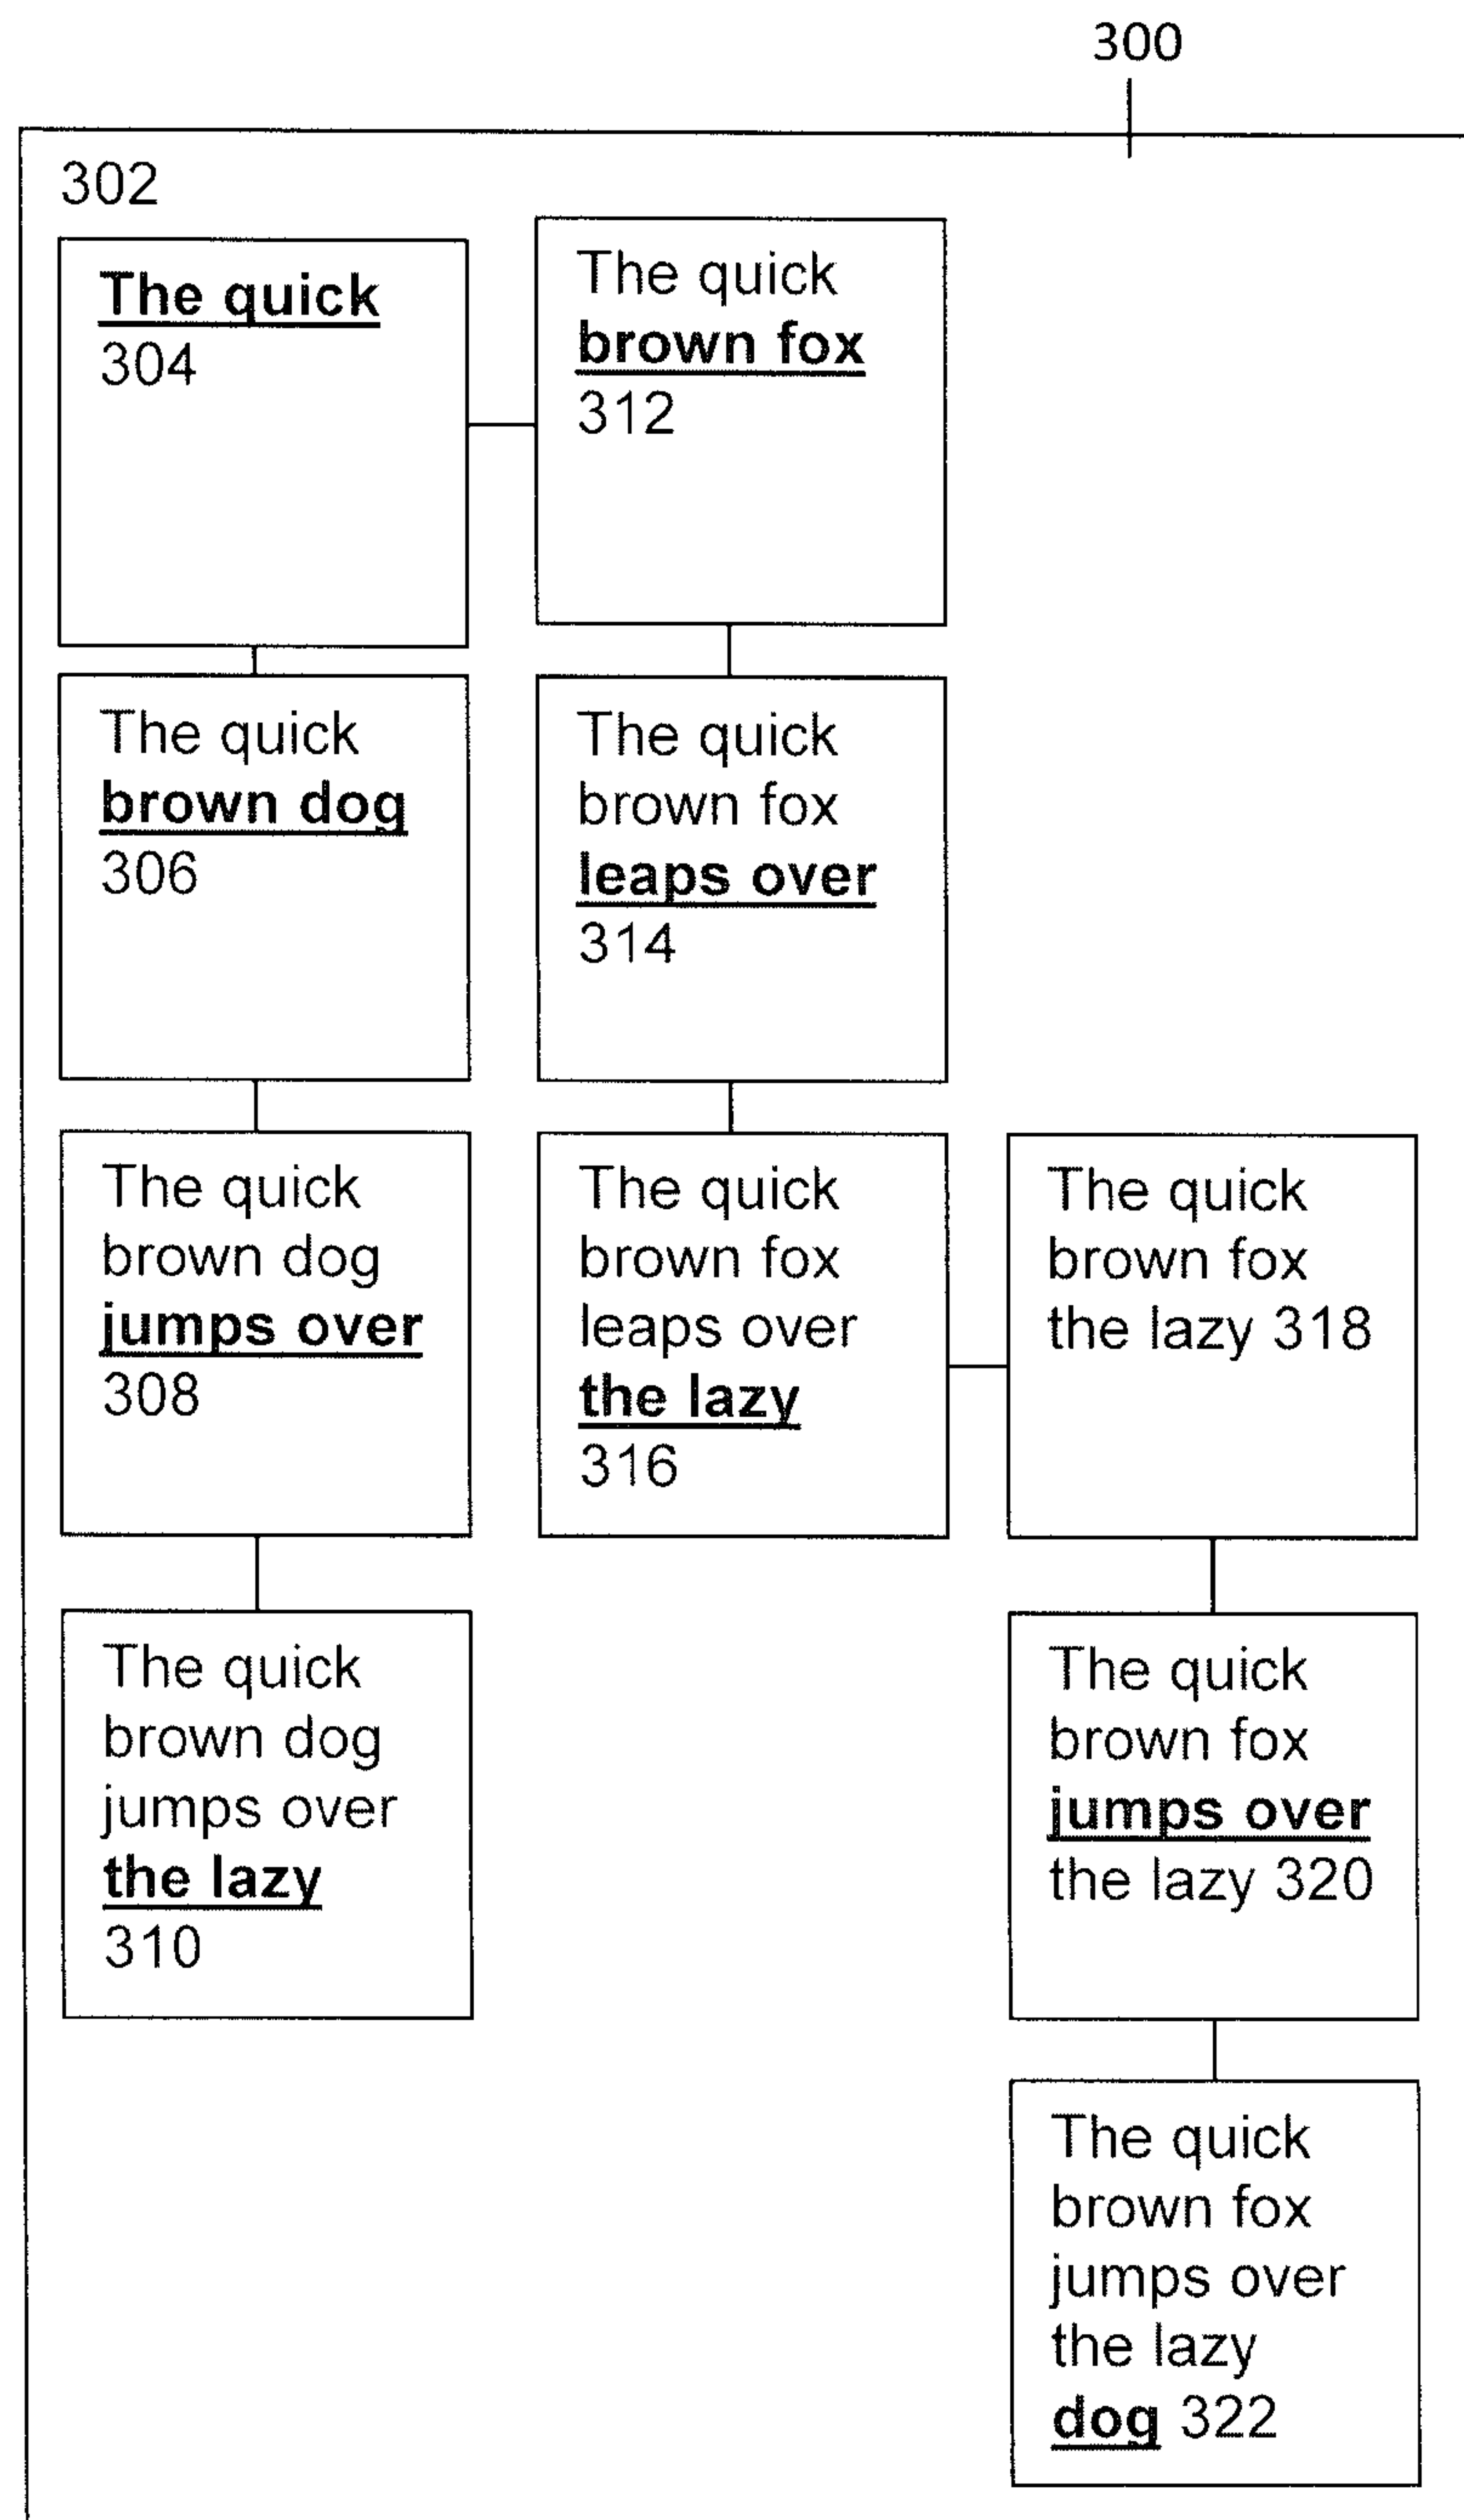 300
302
The quick
304
The quick
brown dog
306
The quick
brown dog
jumps over
308
The quick
brown dog
jumps over
the lazy
310
The quick
brown fox
312
The quick
brown fox
leaps over
314
The quick
brown fox
leaps over
the lazy
316
The quick
brown fox
the lazy 318
The quick
brown fox
jumps over
the lazy 320
The quick
brown fox
jumps over
the lazy
dog 322